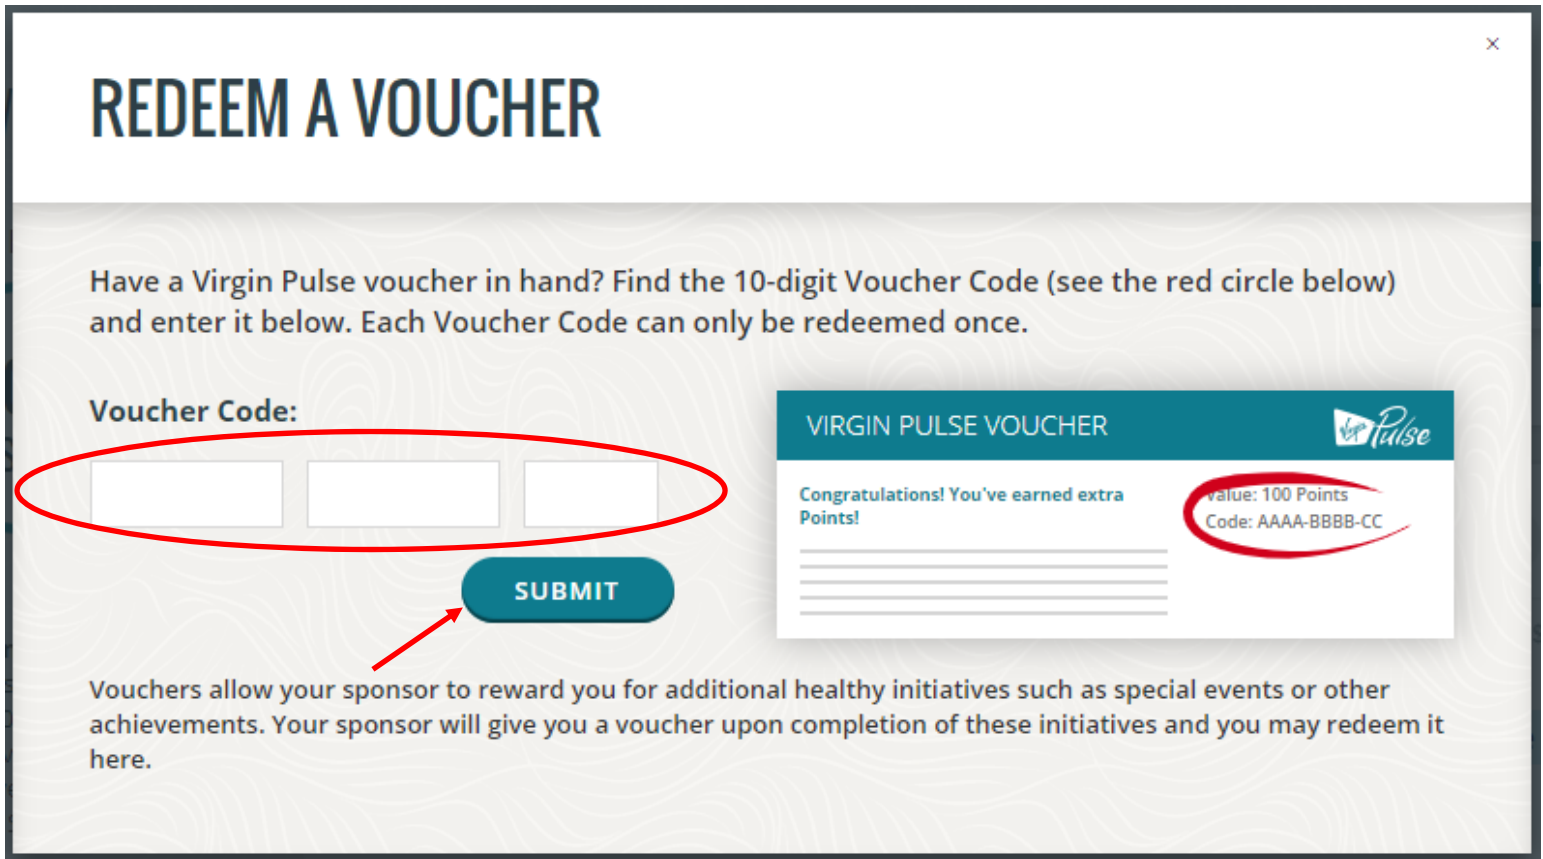 ×
REDEEM A VOUCHER
Have a Virgin Pulse voucher in hand? Find the 10-digit Voucher Code (see the red circle below)
and enter it below. Each Voucher Code can only be redeemed once.
Voucher Code:
SUBMIT
VIRGIN PULSE VOUCHER
Virgin Pulse
Congratulations! You've earned extra
Points!
Value: 100 Points
Code: AAAA-BBBB-CC
Vouchers allow your sponsor to reward you for additional healthy initiatives such as special events or other
achievements. Your sponsor will give you a voucher upon completion of these initiatives and you may redeem it
here.